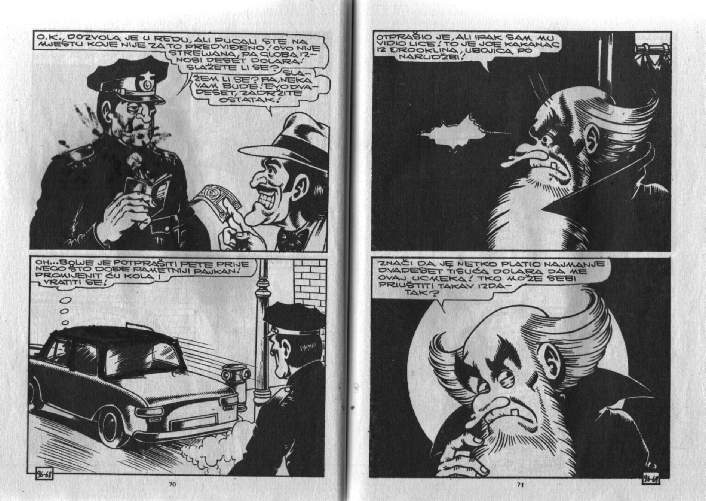 O.K., DOZVOLA JE U REDU, ALI PUCALI STE NA
MJESTU KOJE NIJE ZA TO PREDVIĐENO! OVO NIJE
STRELJANA, PA GLOBA IZ-
NOSI DESET DOLARA!
SLAŽETE LI SE?
SLA-
ŽEM LI SE? PA, NEKA
VAM BUDE! EVO DVA-
DESET, ZADRŽITE
OSTATAK!
OH... BOLJE JE POTPRAŠITI PETE PRIJE
NEGO ŠTO DOĐE PAMETNIJI PAJKAN!
PROMIJENIT ĆU KOLA I
VRATITI SE!
70
OTPRAŠIO JE, ALI IPAK SAM MU
VIDIO LICE! TO JE JOE KAKANAC
IZ BROOKLINA, UBOJICA PO
NARUDŽBI!
ZNAČI DA JE NETKO PLATIO NAJMANJE
DVADESET TISUĆA DOLARA DA ME
OVAJ UCMEKA! TKO MOŽE SEBI
PRIUŠTITI TAKAV IZDA-
TAK?
71